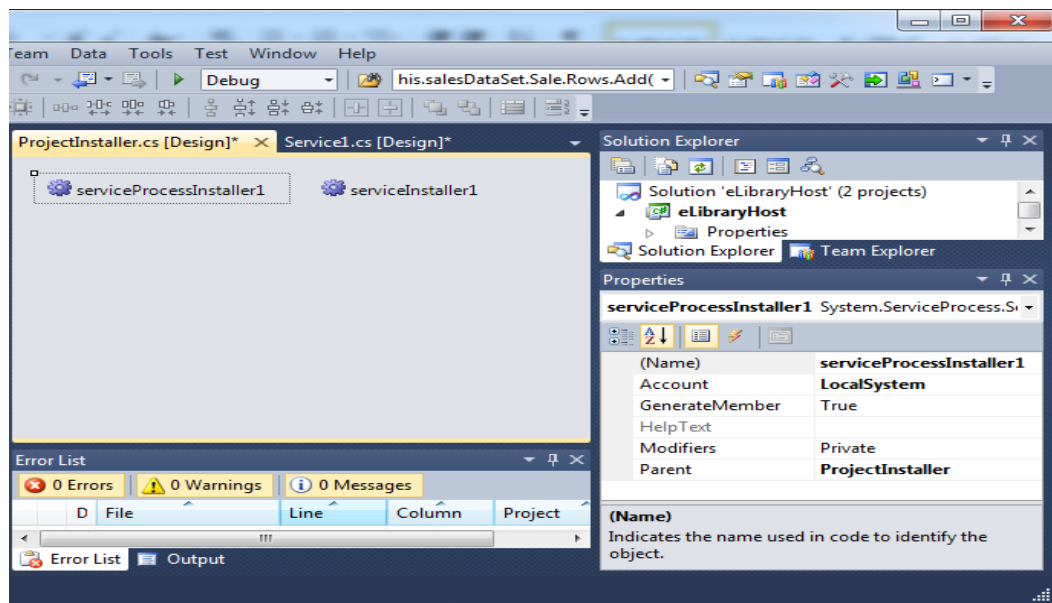 Team Data Tools Test Window Help
Debug his.salesDataSet.Sale.Rows.Add(
ProjectInstaller.cs [Design]* Service1.cs [Design]*
serviceProcessInstaller1 serviceInstaller1
Error List
0 Errors 0 Warnings 0 Messages
D File Line Column Project
Error List Output
Solution Explorer
Solution 'eLibraryHost' (2 projects)
eLibraryHost
Properties
Solution Explorer Team Explorer
Properties
serviceProcessInstaller1 System.ServiceProcess.S
(Name) serviceProcessInstaller1
Account LocalSystem
GenerateMember True
HelpText
Modifiers Private
Parent ProjectInstaller
(Name)
Indicates the name used in code to identify the
object.